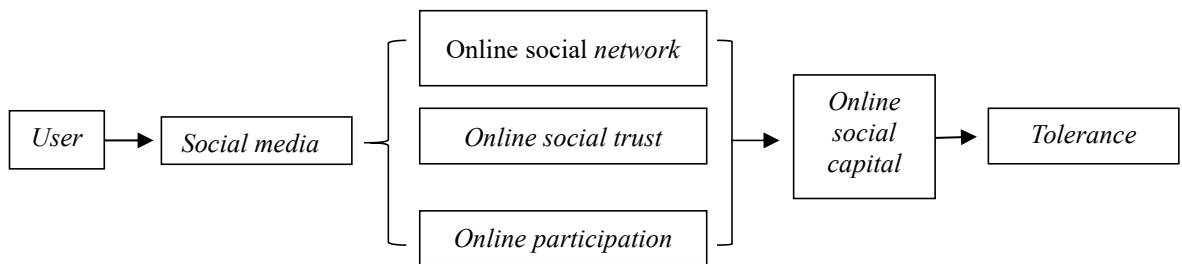 User
Social media
Online social network
Online social trust
Online participation
Online
social
capital
Tolerance